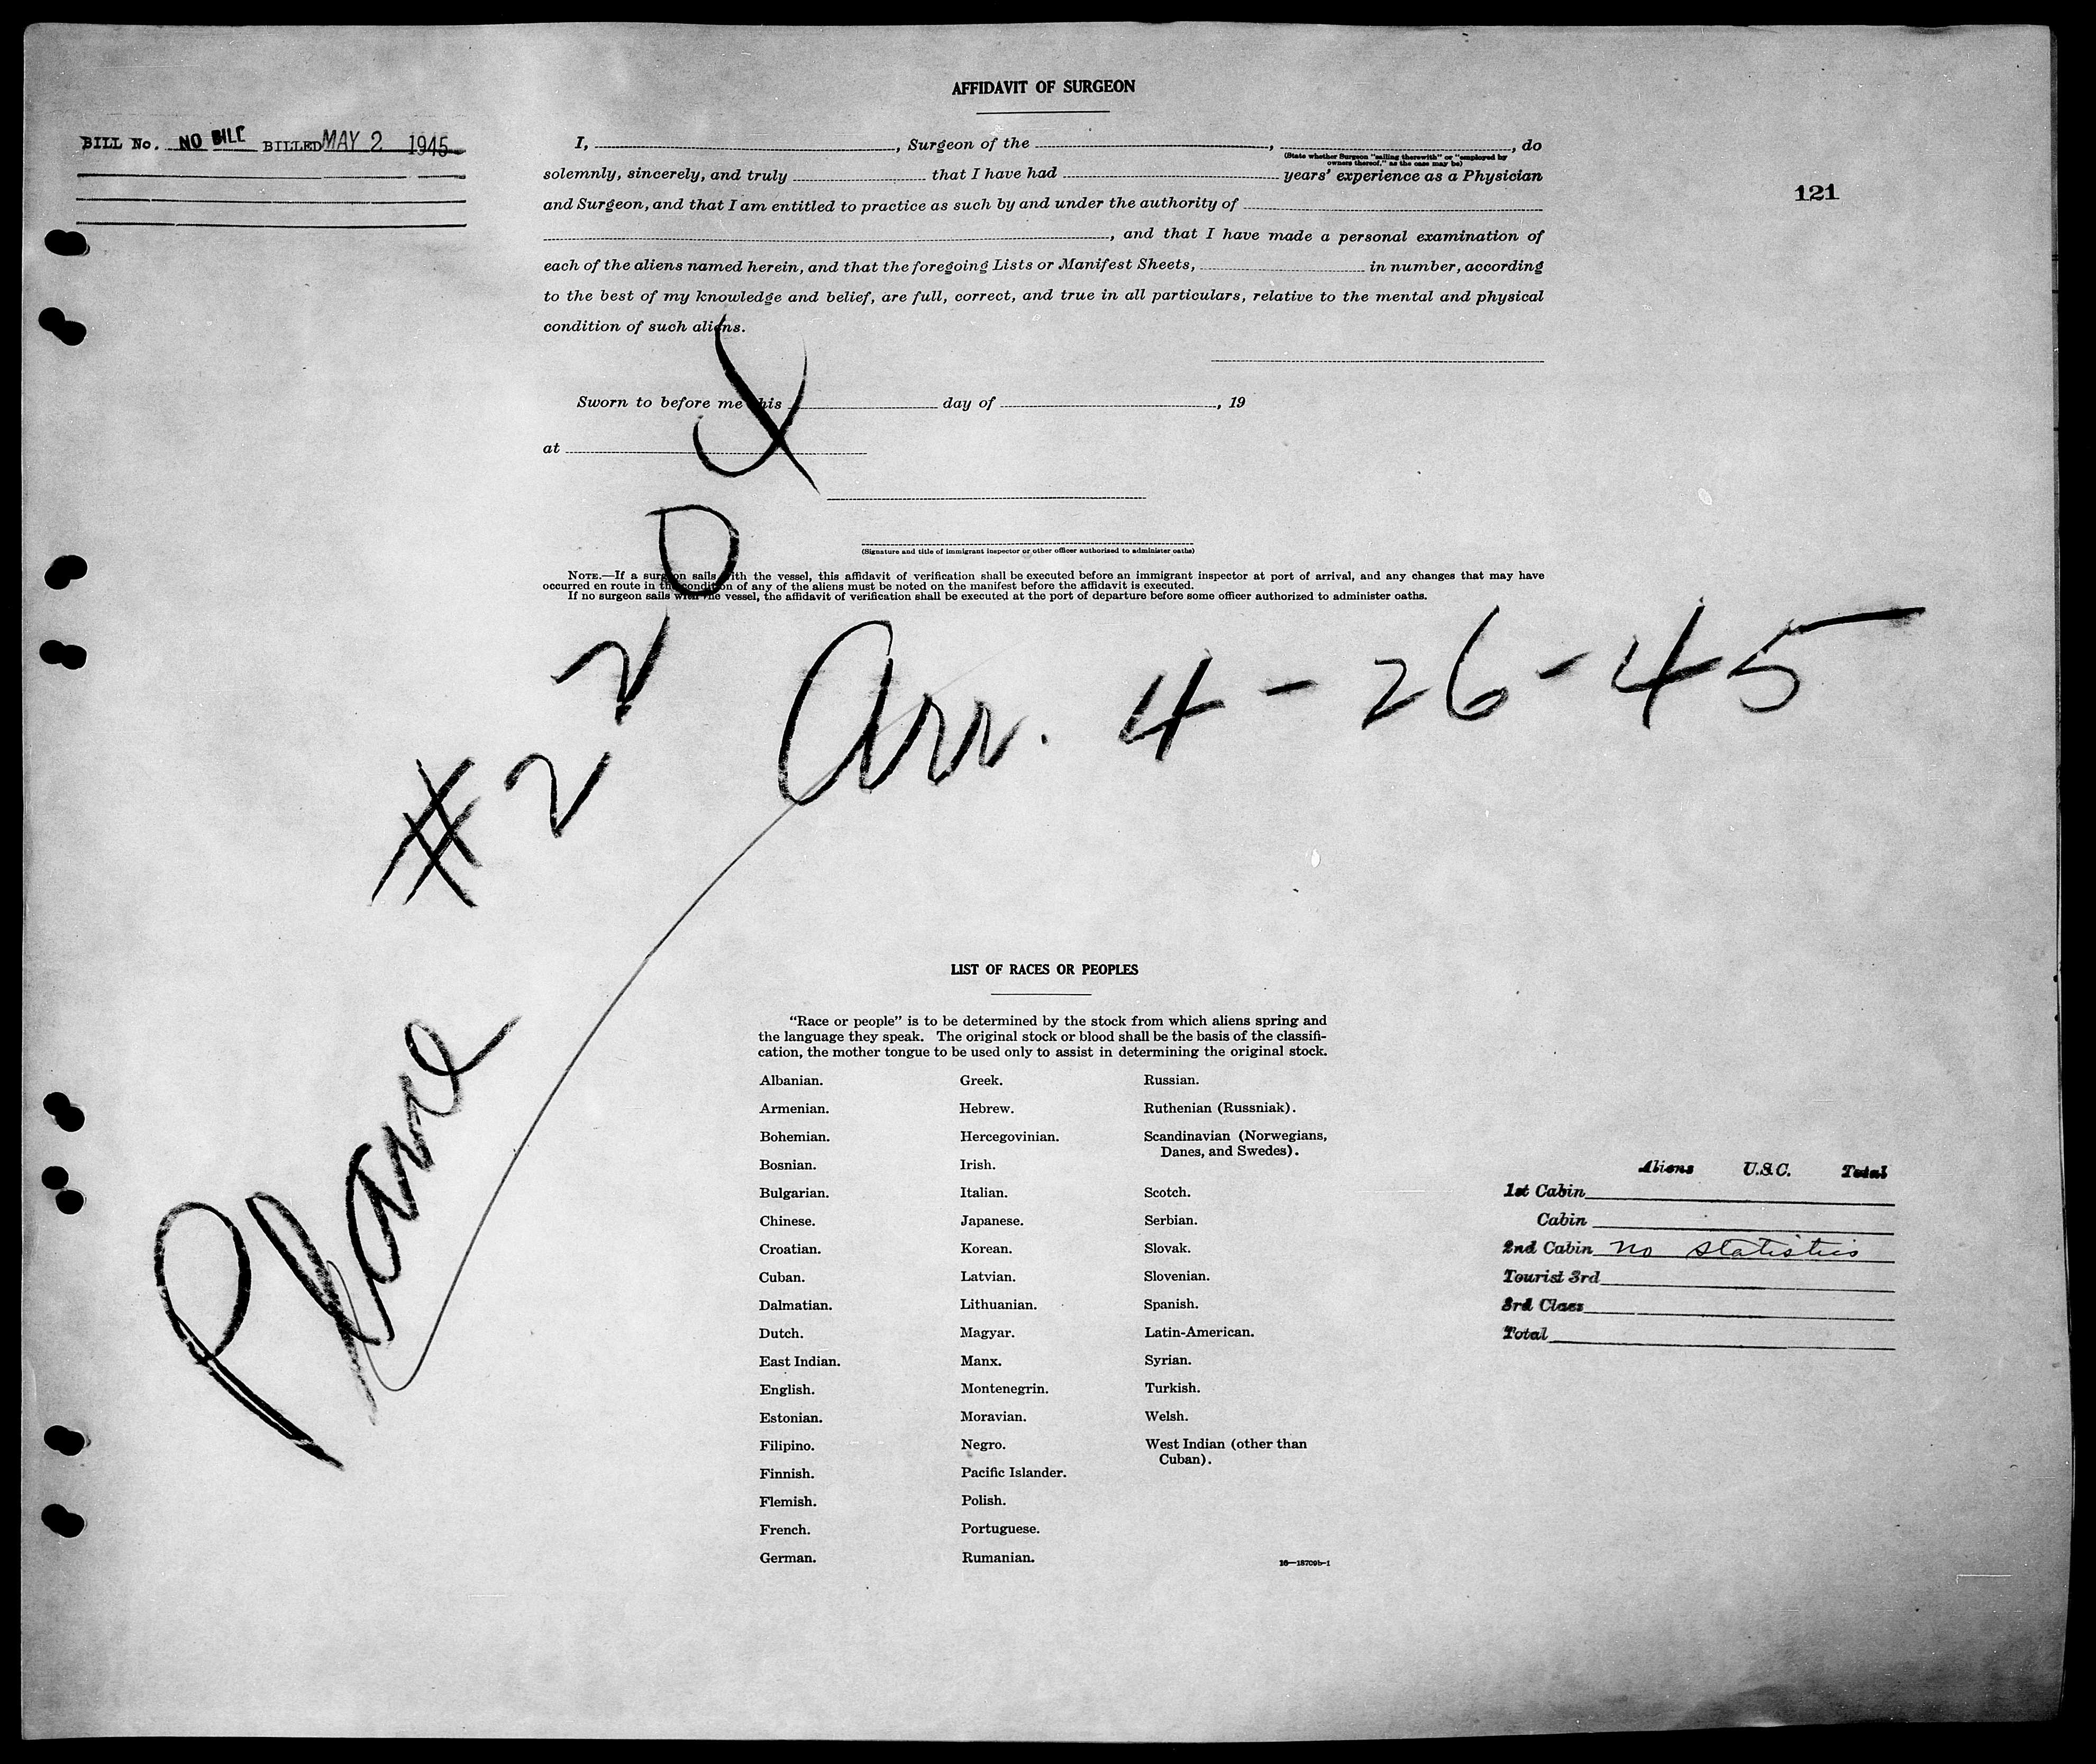 AFFIDAVIT OF SURGEON
BILL No. NO BILL BILLED MAY 2 1945
121
I, , Surgeon of the , , do
(State whether Surgeon "sailing therewith" or "employed by
owners thereof," as the case may be)
solemnly, sincerely, and truly that I have had years' experience as a Physician
and Surgeon, and that I am entitled to practice as such by and under the authority of
, and that I have made a personal examination of
each of the aliens named herein, and that the foregoing Lists or Manifest Sheets, in number, according
to the best of my knowledge and belief, are full, correct, and true in all particulars, relative to the mental and physical
condition of such aliens.
Sworn to before me this day of , 19
at
(Signature and title of immigrant inspector or other officer authorized to administer oaths)
NOTE.—If a surgeon sails with the vessel, this affidavit of verification shall be executed before an immigrant inspector at port of arrival, and any changes that may have
occurred en route in the condition of any of the aliens must be noted on the manifest before the affidavit is executed.
If no surgeon sails with the vessel, the affidavit of verification shall be executed at the port of departure before some officer authorized to administer oaths.
Plane #220
Arr. 4-26-45
LIST OF RACES OR PEOPLES
"Race or people" is to be determined by the stock from which aliens spring and
the language they speak. The original stock or blood shall be the basis of the classifi-
cation, the mother tongue to be used only to assist in determining the original stock.
Albanian.
Armenian.
Bohemian.
Bosnian.
Bulgarian.
Chinese.
Croatian.
Cuban.
Dalmatian.
Dutch.
East Indian.
English.
Estonian.
Filipino.
Finnish.
Flemish.
French.
German.
Greek.
Hebrew.
Hercegovinian.
Irish.
Italian.
Japanese.
Korean.
Latvian.
Lithuanian.
Magyar.
Manx.
Montenegrin.
Moravian.
Negro.
Pacific Islander.
Polish.
Portuguese.
Rumanian.
Russian.
Ruthenian (Russniak).
Scandinavian (Norwegians,
Danes, and Swedes).
Scotch.
Serbian.
Slovak.
Slovenian.
Spanish.
Latin-American.
Syrian.
Turkish.
Welsh.
West Indian (other than
Cuban).
16—18709b-1
Aliens U.S.C. Total
1st Cabin
Cabin
2nd Cabin no statistics
Tourist 3rd
3rd Class
Total